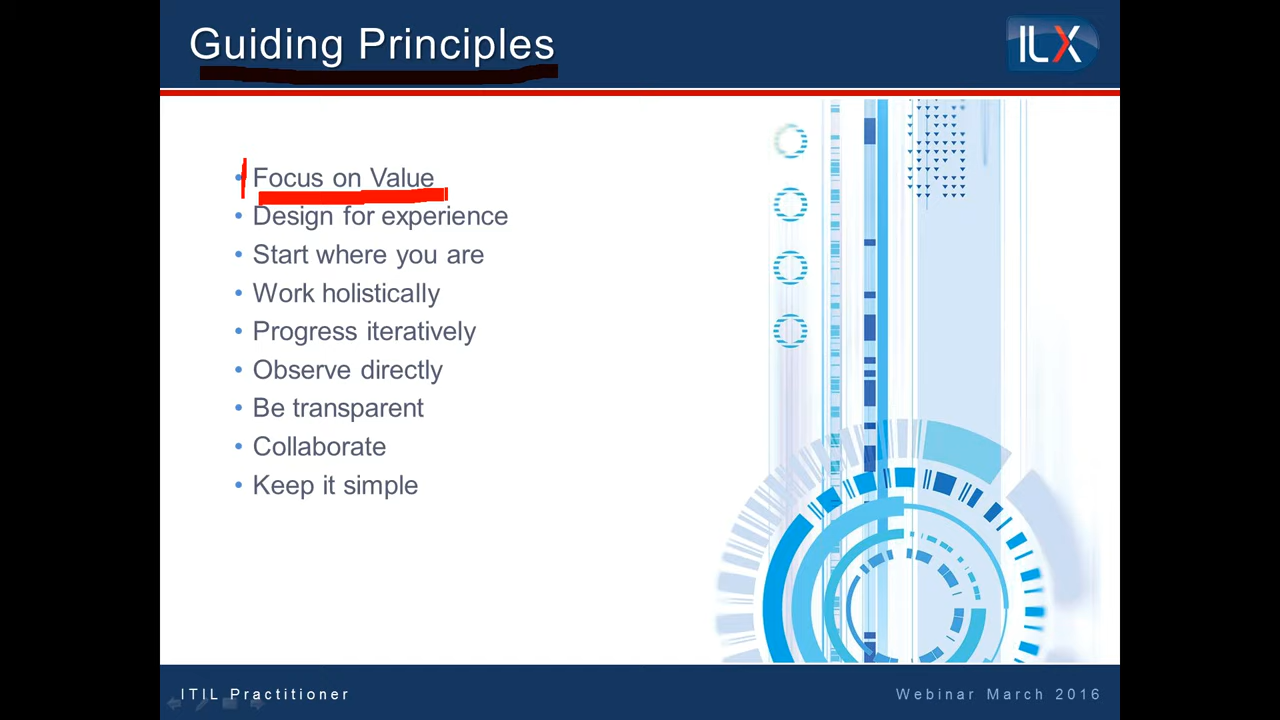 Guiding Principles
ILX
• Focus on Value
• Design for experience
• Start where you are
• Work holistically
• Progress iteratively
• Observe directly
• Be transparent
• Collaborate
• Keep it simple
ITIL Practitioner
Webinar March 2016